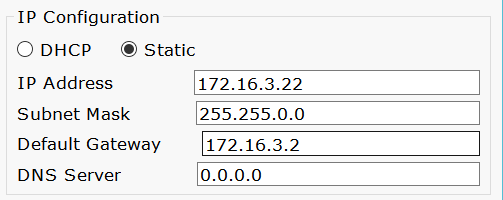 IP Configuration
DHCP Static
IP Address 172.16.3.22
Subnet Mask 255.255.0.0
Default Gateway 172.16.3.2
DNS Server 0.0.0.0